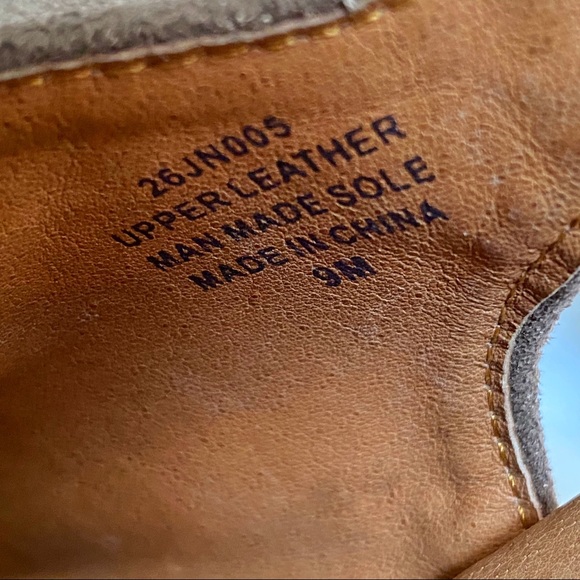 26JN005
UPPER LEATHER
MAN MADE SOLE
MADE IN CHINA
9M